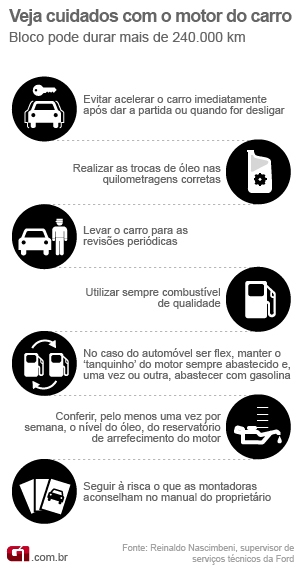 Veja cuidados com o motor do carro
Bloco pode durar mais de 240.000 km
Evitar acelerar o carro imediatamente
após dar a partida ou quando for desligar
Realizar as trocas de óleo nas
quilometragens corretas
Levar o carro para as
revisões periódicas
Utilizar sempre combustível
de qualidade
No caso do automóvel ser flex, manter o
‘tanquinho’ do motor sempre abastecido e,
uma vez ou outra, abastecer com gasolina
Conferir, pelo menos uma vez por
semana, o nível do óleo, do reservatório
de arrefecimento do motor
Seguir à risca o que as montadoras
aconselham no manual do proprietário
G1.com.br
Fonte: Reinaldo Nascimbeni, supervisor de
serviços técnicos da Ford